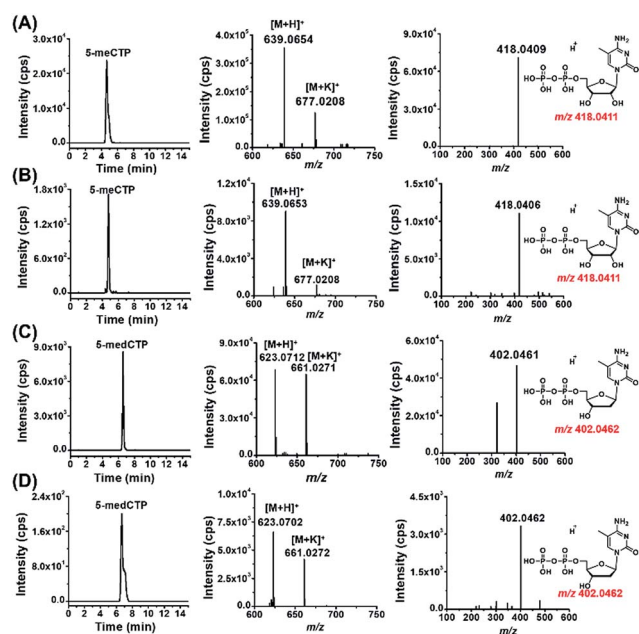 (A)
5-meCTP
3.0x10⁴
2.0x10⁴
1.0x10⁴
0.0
0 2 4 6 8 10 12 14
Time (min)
Intensity (cps)
[M+H]⁺
639.0654
[M+K]⁺
677.0208
4.0x10⁵
3.0x10⁵
2.0x10⁵
1.0x10⁵
0.0
600 650 700 750
m/z
Intensity (cps)
418.0409
9.0x10⁴
6.0x10⁴
3.0x10⁴
0.0
100 200 300 400 500 600
m/z
Intensity (cps)
H⁺
m/z 418.0411
(B)
5-meCTP
1.8x10³
1.2x10³
6.0x10²
0.0
0 2 4 6 8 10 12 14
Time (min)
Intensity (cps)
[M+H]⁺
639.0653
[M+K]⁺
677.0208
1.2x10⁴
9.0x10³
6.0x10³
3.0x10³
0.0
600 650 700 750
m/z
Intensity (cps)
418.0406
1.5x10⁴
1.0x10⁴
5.0x10³
0.0
100 200 300 400 500 600
m/z
Intensity (cps)
H⁺
m/z 418.0411
(C)
5-medCTP
9.0x10³
6.0x10³
3.0x10³
0.0
0 2 4 6 8 10 12 14
Time (min)
Intensity (cps)
[M+H]⁺
623.0712
[M+K]⁺
661.0271
9.0x10⁴
6.0x10⁴
3.0x10⁴
0.0
600 650 700 750
m/z
Intensity (cps)
402.0461
6.0x10⁴
4.0x10⁴
2.0x10⁴
0.0
100 200 300 400 500 600
m/z
Intensity (cps)
H⁺
m/z 402.0462
(D)
5-medCTP
2.4x10³
1.6x10³
8.0x10²
0.0
0 2 4 6 8 10 12 14
Time (min)
Intensity (cps)
[M+H]⁺
623.0702
[M+K]⁺
661.0272
1.0x10⁴
7.5x10³
5.0x10³
2.5x10³
0.0
600 650 700 750
m/z
Intensity (cps)
402.0462
4.5x10³
3.0x10³
1.5x10³
0.0
100 200 300 400 500 600
m/z
Intensity (cps)
H⁺
m/z 402.0462